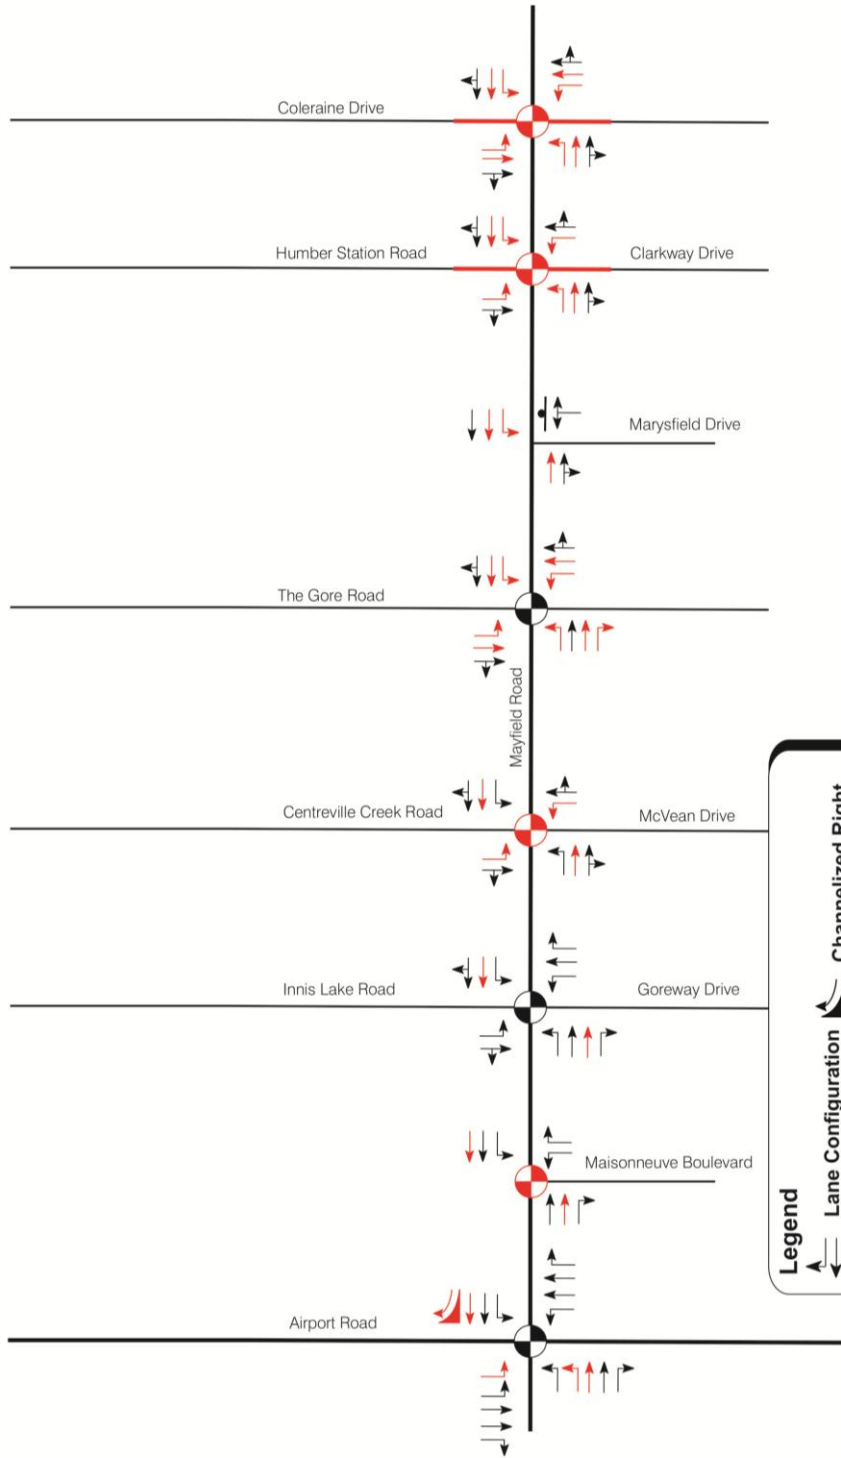 Coleraine Drive
Humber Station Road
Clarkway Drive
Marysfield Drive
The Gore Road
Mayfield Road
Centreville Creek Road
McVean Drive
Innis Lake Road
Goreway Drive
Maisonneuve Boulevard
Airport Road
Legend
Lane Configuration
Channelized Right